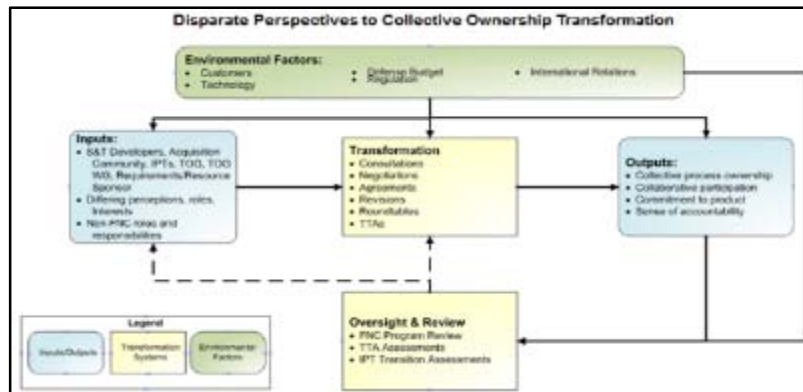 Disparate Perspectives to Collective Ownership Transformation
Environmental Factors:
• Customers
• Technology
• Defense Budget
• Regulation
• International Relations
Inputs:
• S&T Developers, Acquisition
Community, IPTs, TOG, TOG
WG, Requirements/Resource
Sponsor
• Differing perceptions, roles,
Interests
• Non-FNC roles and
responsibilities
Transformation
• Consultations
• Negotiations
• Agreements
• Revisions
• Roundtables
• TTAs
Outputs:
• Collective process ownership
• Collaborative participation
• Commitment to product
• Sense of accountability
Oversight & Review
• FNC Program Review
• TTA Assessments
• IPT Transition Assessments
Legend
Inputs/Outputs
Transformation
Systems
Environmental
Factors